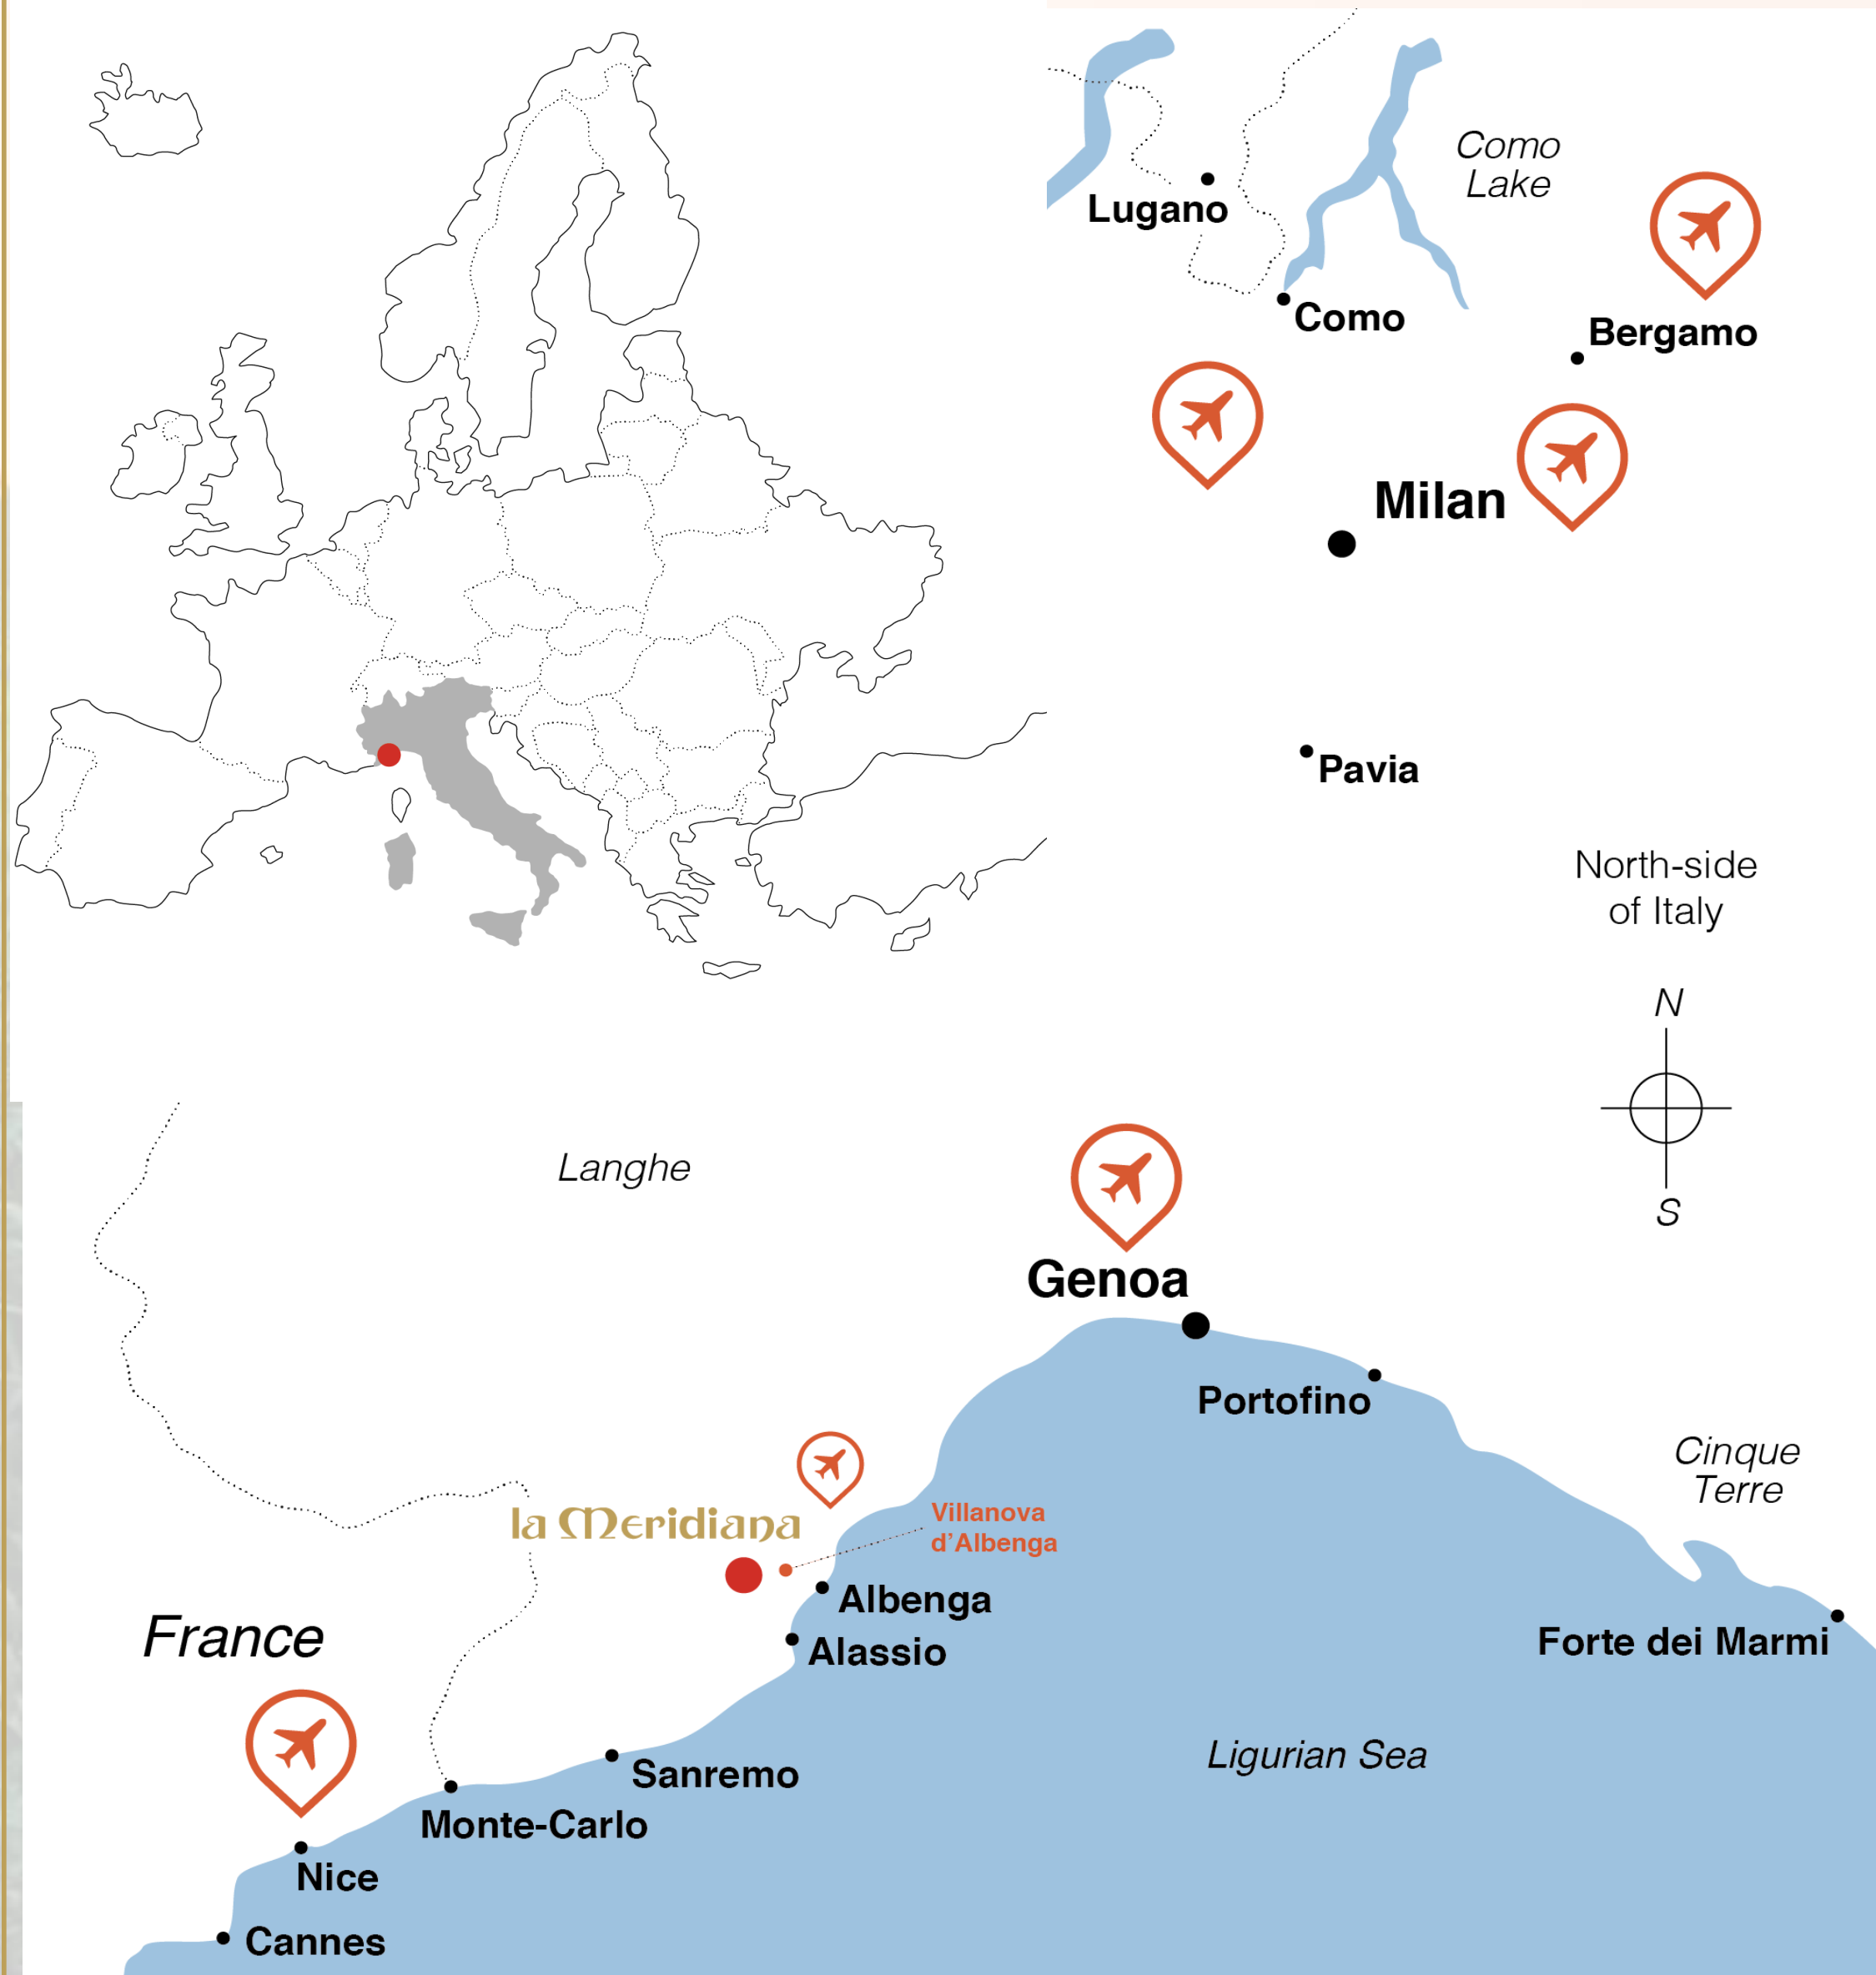 Como
Lake
Lugano
Como
Bergamo
Milan
Pavia
North-side
of Italy
N
S
Langhe
Genoa
Portofino
Cinque
Terre
la Meridiana
Villanova
d'Albenga
Albenga
Alassio
Forte dei Marmi
France
Ligurian Sea
Sanremo
Monte-Carlo
Nice
Cannes